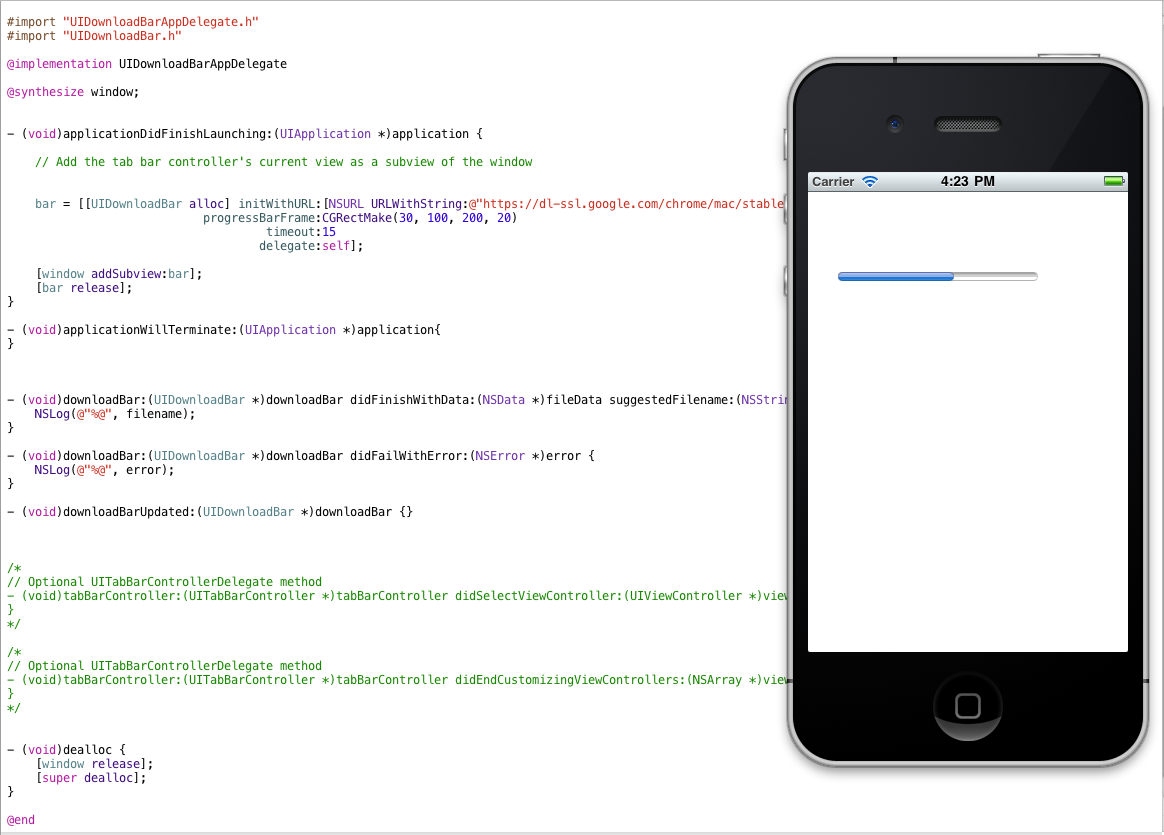 #import "UIDownloadBarAppDelegate.h"
#import "UIDownloadBar.h"
@implementation UIDownloadBarAppDelegate
@synthesize window;
- (void)applicationDidFinishLaunching:(UIApplication *)application {
// Add the tab bar controller's current view as a subview of the window
bar = [[UIDownloadBar alloc] initWithURL:[NSURL URLWithString:@"https://dl-ssl.google.com/chrome/mac/stable
progressBarFrame:CGRectMake(30, 100, 200, 20)
timeout:15
delegate:self];
[window addSubview:bar];
[bar release];
}
- (void)applicationWillTerminate:(UIApplication *)application{
}
- (void)downloadBar:(UIDownloadBar *)downloadBar didFinishWithData:(NSData *)fileData suggestedFilename:(NSStrin
NSLog(@"%@", filename);
}
- (void)downloadBar:(UIDownloadBar *)downloadBar didFailWithError:(NSError *)error {
NSLog(@"%@", error);
}
- (void)downloadBarUpdated:(UIDownloadBar *)downloadBar {}
/*
// Optional UITabBarControllerDelegate method
- (void)tabBarController:(UITabBarController *)tabBarController didSelectViewController:(UIViewController *)view
}
*/
/*
// Optional UITabBarControllerDelegate method
- (void)tabBarController:(UITabBarController *)tabBarController didEndCustomizingViewControllers:(NSArray *)view
}
*/
- (void)dealloc {
[window release];
[super dealloc];
}
@end
Carrier 4:23 PM